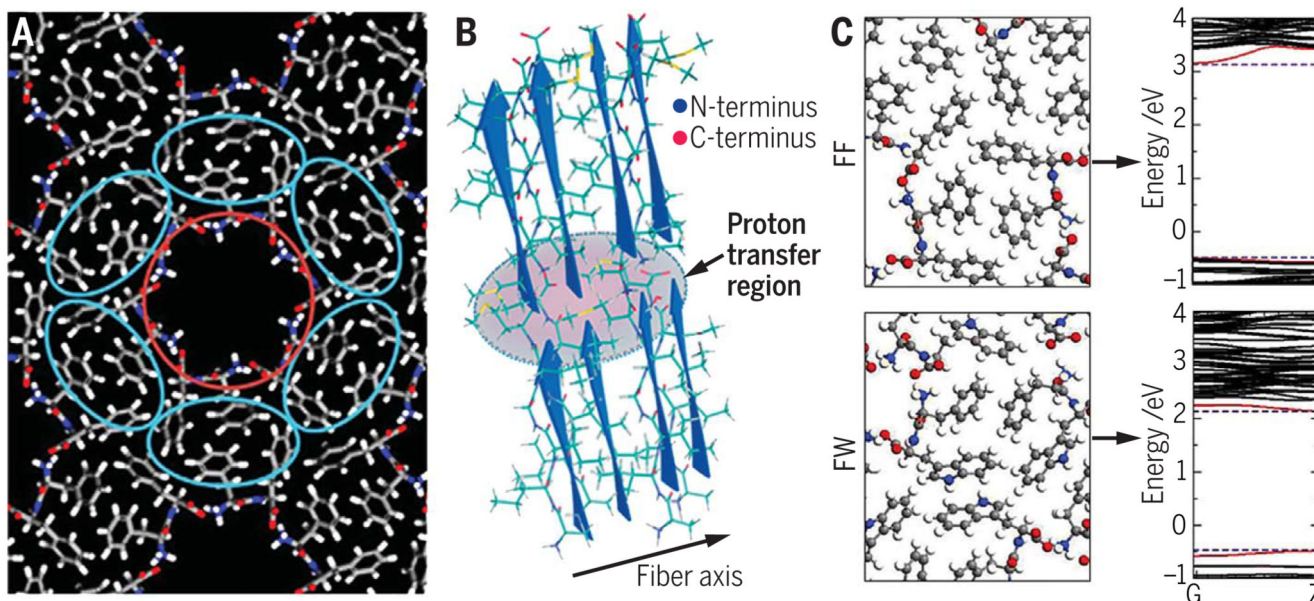 A
B
N-terminus
C-terminus
Proton
transfer
region
Fiber axis
C
FF
Energy /eV
4
3
2
1
0
−1
FW
Energy /eV
4
3
2
1
0
−1
G